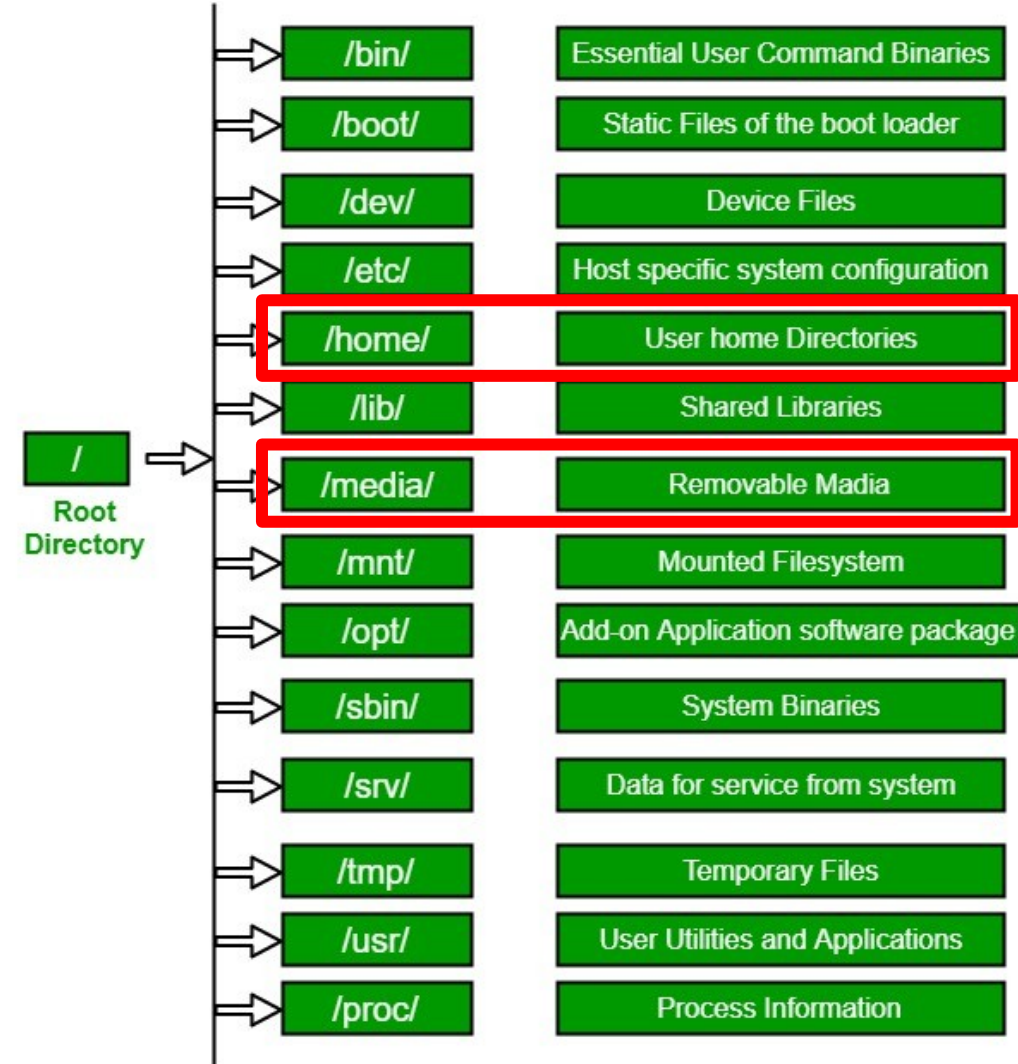 /bin/ Essential User Command Binaries
/boot/ Static Files of the boot loader
/dev/ Device Files
/etc/ Host specific system configuration
/home/ User home Directories
/lib/ Shared Libraries
/
Root
Directory
/media/ Removable Madia
/mnt/ Mounted Filesystem
/opt/ Add-on Application software package
/sbin/ System Binaries
/srv/ Data for service from system
/tmp/ Temporary Files
/usr/ User Utilities and Applications
/proc/ Process Information